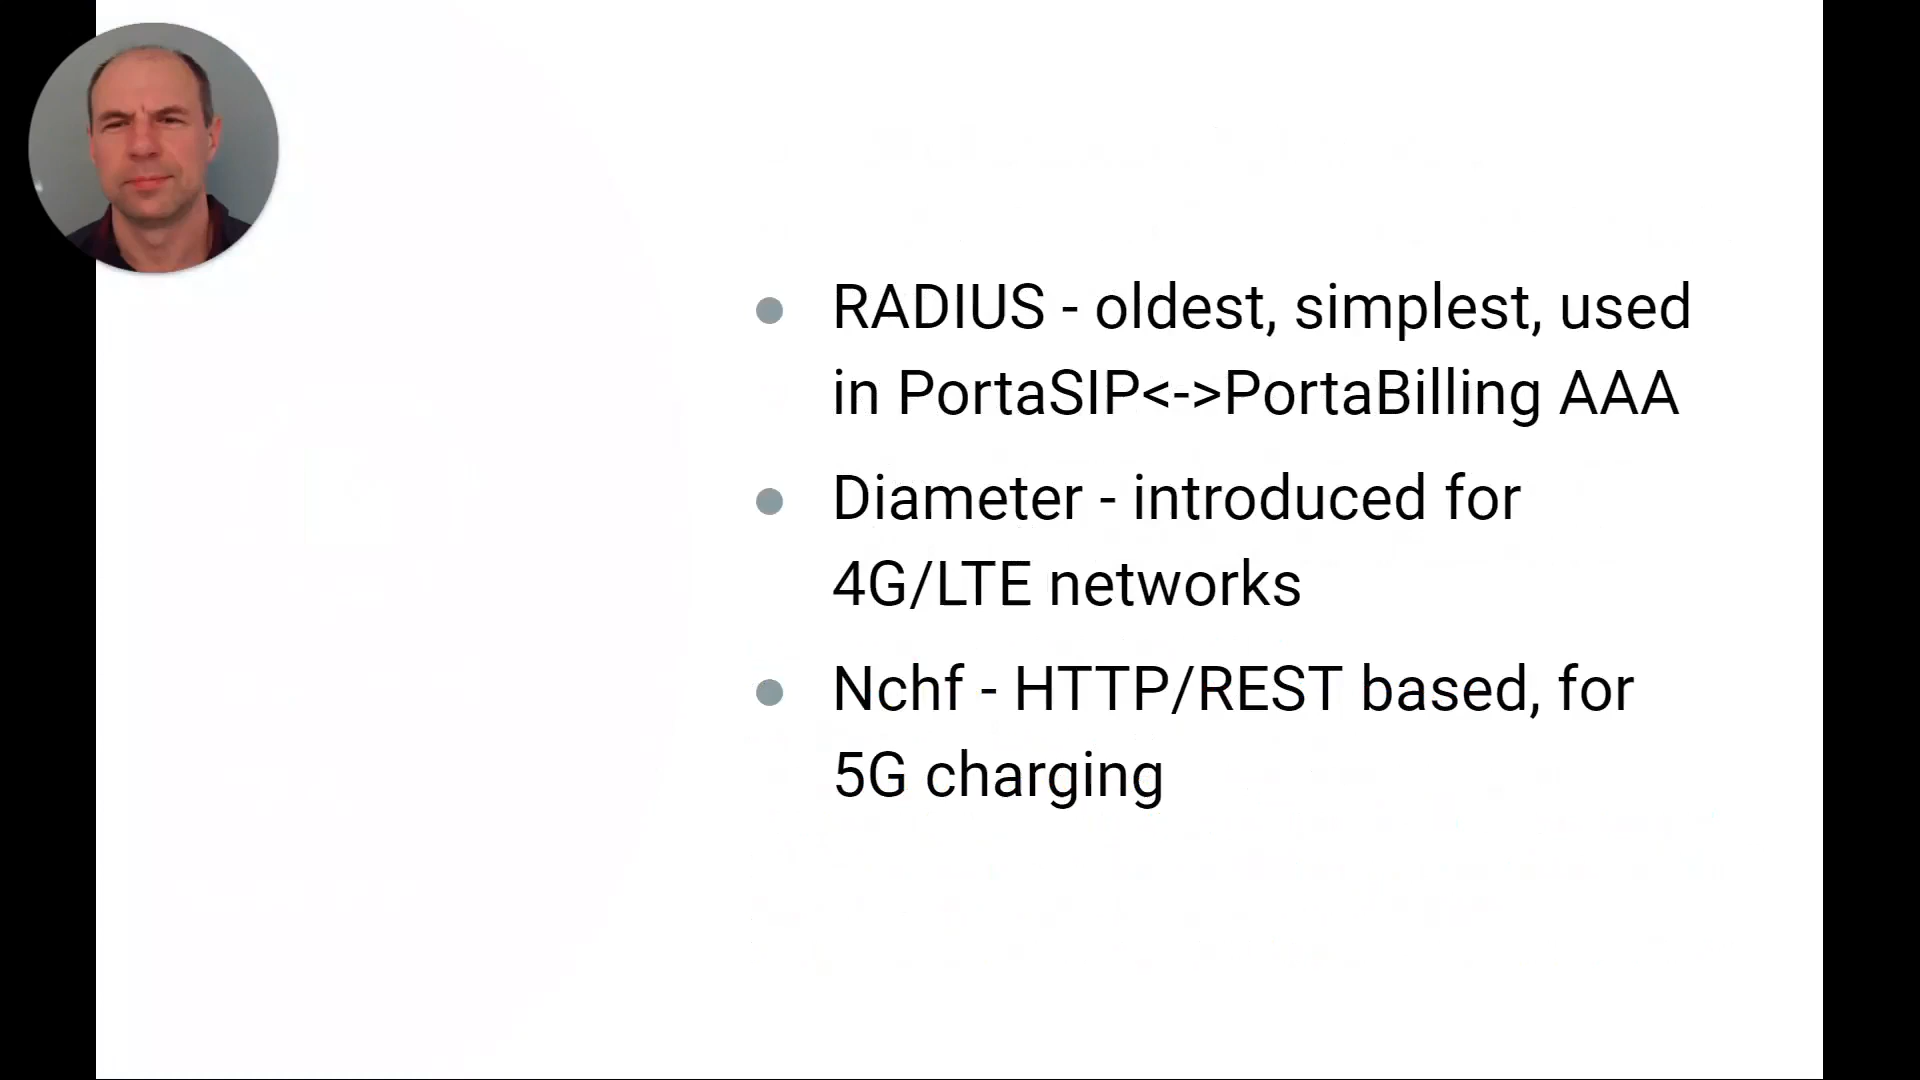 RADIUS - oldest, simplest, used
in PortaSIP<->PortaBilling AAA
Diameter - introduced for
4G/LTE networks
Nchf - HTTP/REST based, for
5G charging